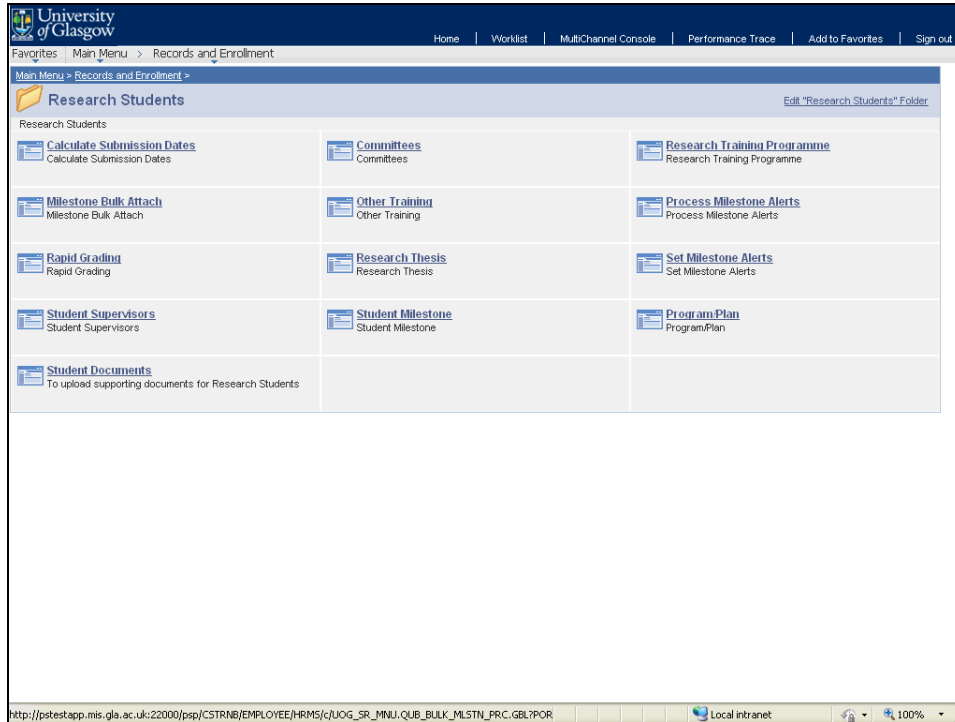 University
of Glasgow
Home | Worklist | MultiChannel Console | Performance Trace | Add to Favorites | Sign out
Favorites Main Menu > Records and Enrollment
Main Menu > Records and Enrollment >
Research Students
Edit "Research Students" Folder
Research Students
Calculate Submission Dates
Calculate Submission Dates
Committees
Committees
Research Training Programme
Research Training Programme
Milestone Bulk Attach
Milestone Bulk Attach
Other Training
Other Training
Process Milestone Alerts
Process Milestone Alerts
Rapid Grading
Rapid Grading
Research Thesis
Research Thesis
Set Milestone Alerts
Set Milestone Alerts
Student Supervisors
Student Supervisors
Student Milestone
Student Milestone
Program/Plan
Program/Plan
Student Documents
To upload supporting documents for Research Students
http://pstestapp.mis.gla.ac.uk:22000/psp/CSTRNB/EMPLOYEE/HRMS/c/UOG_SR_MNU.QUB_BULK_MLSTN_PRC.GBL?POR
Local intranet
100%